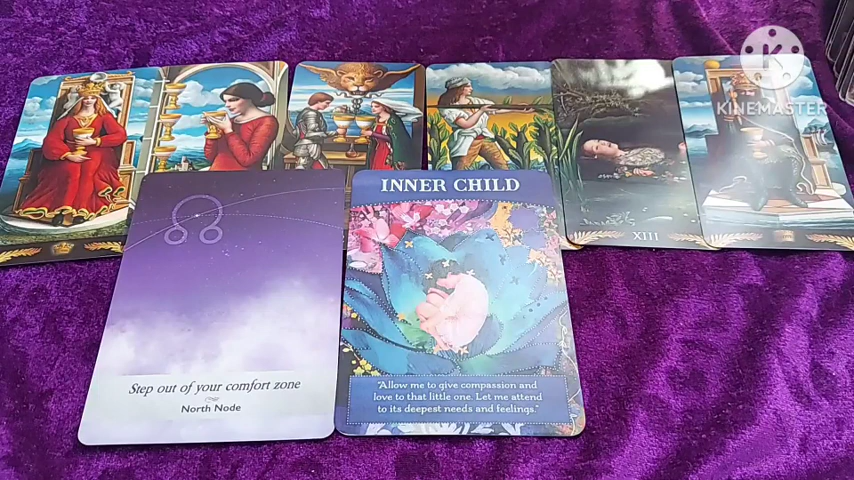 KINEMASTER
XIII
INNER CHILD
Step out of your comfort zone
North Node
"Allow me to give compassion and
love to that little one. Let me attend
to its deepest needs and feelings."